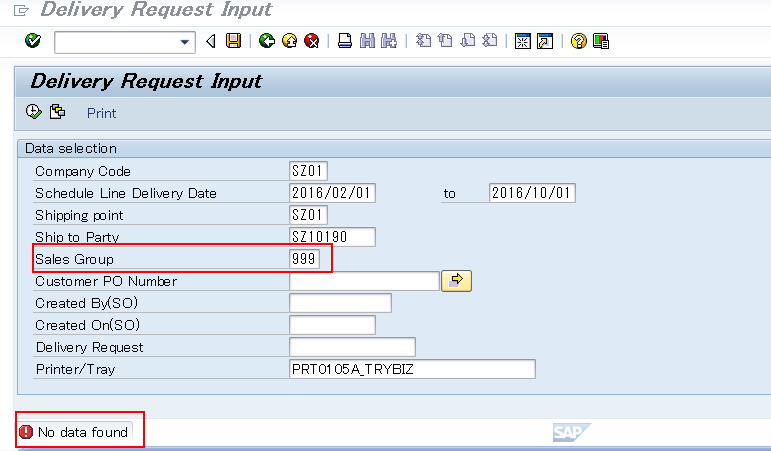 Delivery Request Input
Delivery Request Input
Print
Data selection
Company Code SZ01
Schedule Line Delivery Date 2016/02/01 to 2016/10/01
Shipping point SZ01
Ship to Party SZ10190
Sales Group 999
Customer PO Number
Created By(SO)
Created On(SO)
Delivery Request
Printer/Tray PRT0105A_TRYBIZ
No data found SAP